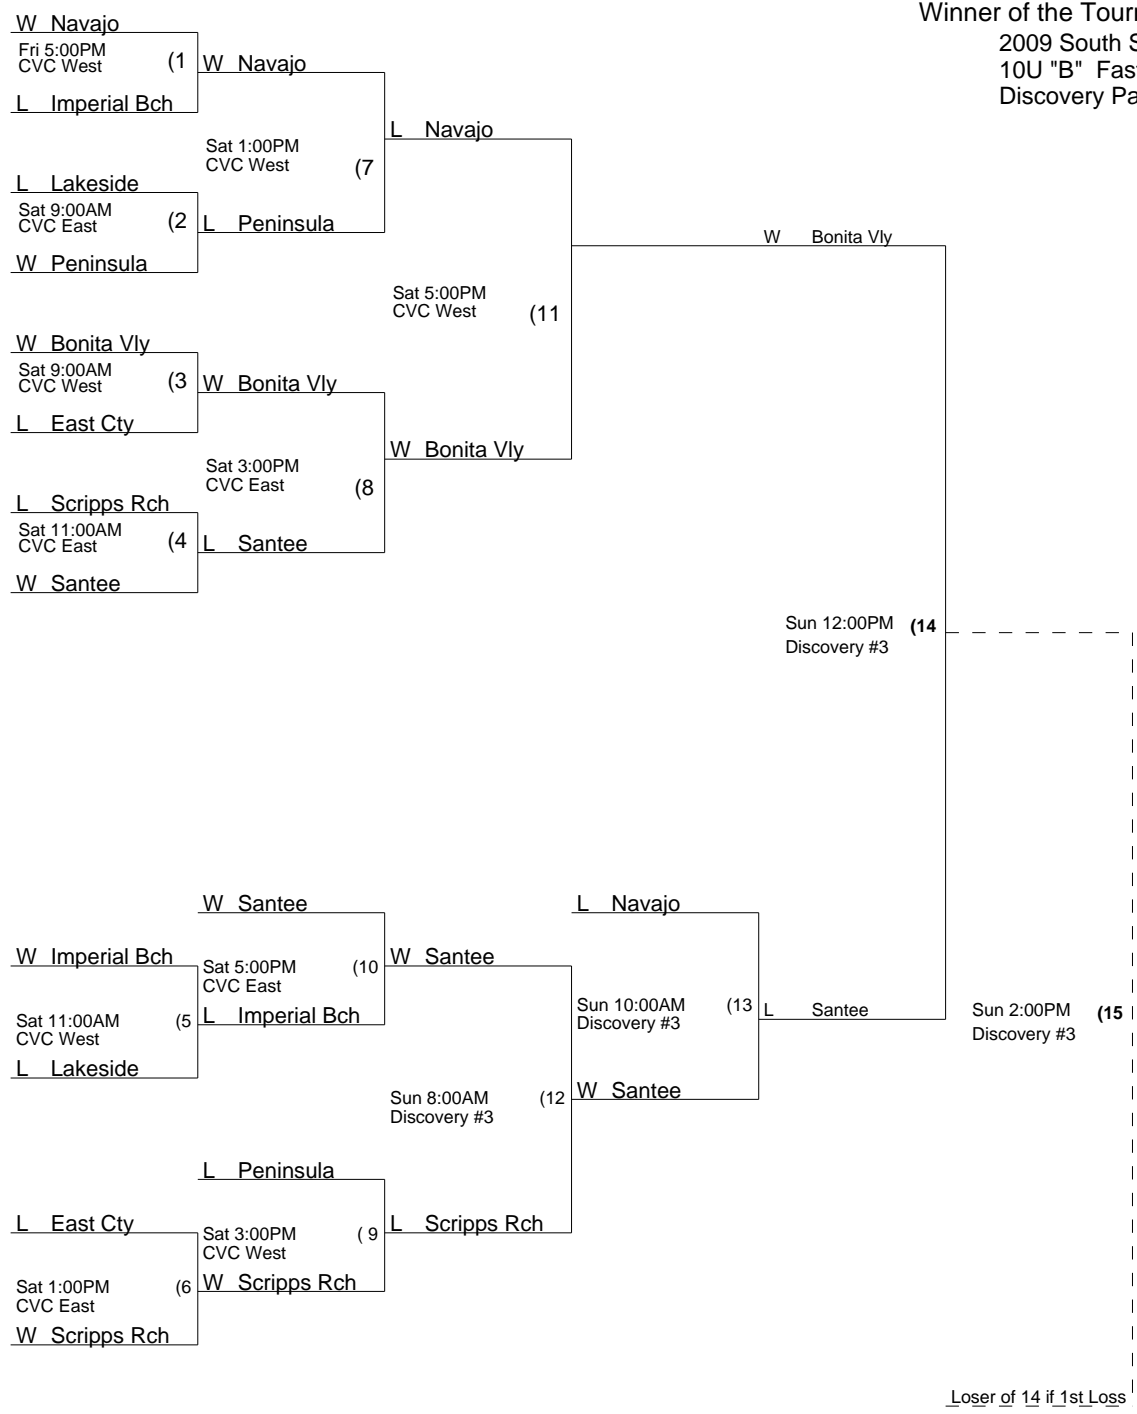 Winner of the Tourn
2009 South S
10U "B" Fast
Discovery Pa
W Navajo
Fri 5:00PM
CVC West (1
L Imperial Bch
W Navajo
L Lakeside
Sat 9:00AM
CVC East (2
W Peninsula
Sat 1:00PM
CVC West (7
L Peninsula
L Navajo
W Bonita Vly
Sat 9:00AM
CVC West (3
L East Cty
W Bonita Vly
L Scripps Rch
Sat 11:00AM
CVC East (4
W Santee
Sat 3:00PM
CVC East (8
L Santee
W Bonita Vly
Sat 5:00PM
CVC West (11
W Bonita Vly
Sun 12:00PM (14
Discovery #3
W Santee
W Imperial Bch
Sat 11:00AM (5
CVC West
L Lakeside
Sat 5:00PM (10
CVC East
L Imperial Bch
W Santee
L Navajo
Sun 10:00AM (13
Discovery #3
W Santee
L Santee
Sun 2:00PM (15
Discovery #3
Sun 8:00AM (12
Discovery #3
L Peninsula
L East Cty
Sat 3:00PM ( 9
CVC West
L Scripps Rch
Sat 1:00PM (6
CVC East
W Scripps Rch
W Scripps Rch
Loser of 14 if 1st Loss